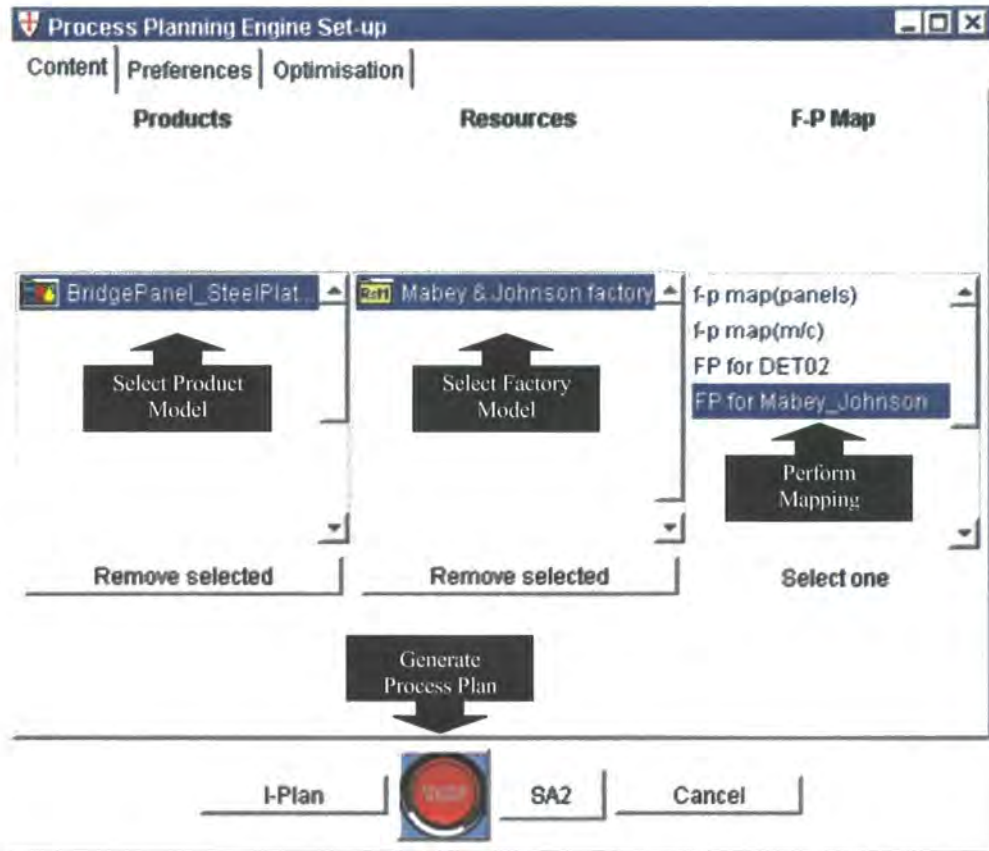 Process Planning Engine Set-up
Content Preferences Optimisation
Products Resources F-P Map
BridgePanel_SteelPlat...
Select Product
Model
Remove selected
RsM Mabey & Johnson factory
Select Factory
Model
Remove selected
f-p map(panels)
f-p map(m/c)
FP for DET02
FP for Mabey_Johnson
Perform
Mapping
Select one
Generate
Process Plan
I-Plan SA2 Cancel